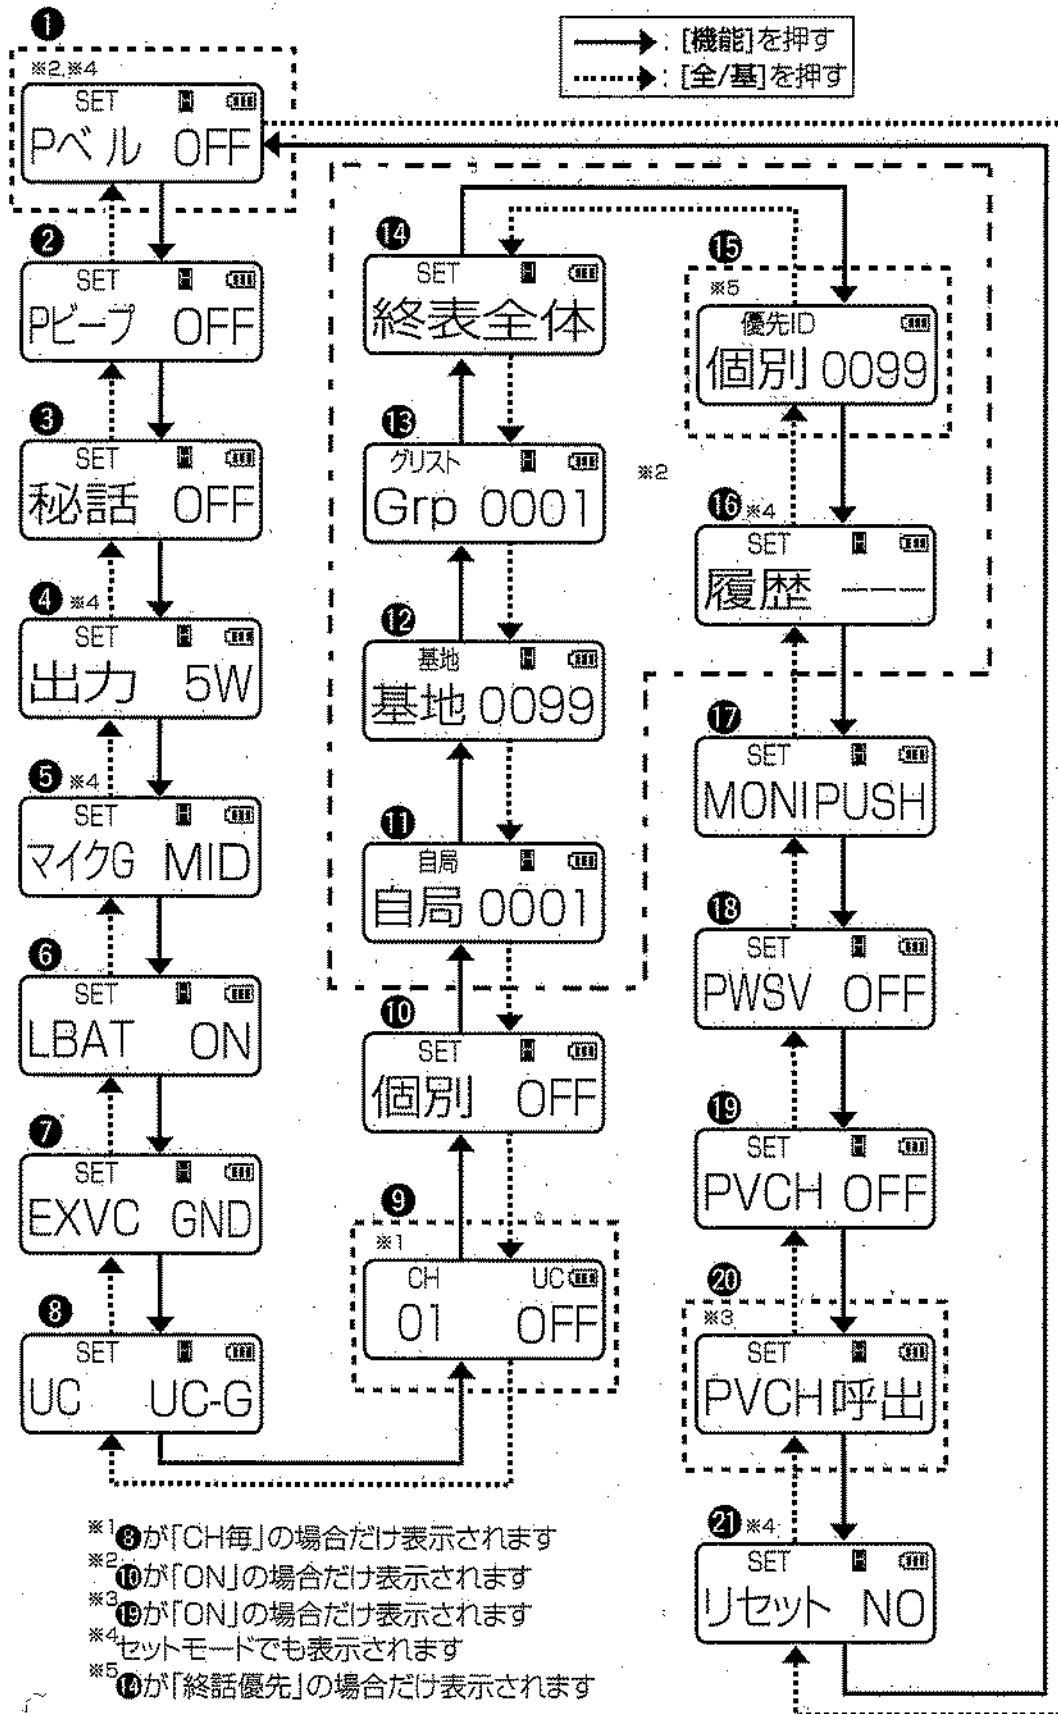 : [機能]を押す
: [全/基]を押す
❶
※2,※4
SET H
Pベル OFF
❷
SET H
Pビープ OFF
❸
SET H
秘話 OFF
❹ ※4
SET H
出力 5W
❺ ※4
SET H
マイクG MID
❻
SET H
LBAT ON
❼
SET H
EXVC GND
❽
SET H
UC UC-G
❾
※1
CH UC
01 OFF
❿
SET H
個別 OFF
⓫
自局 H
自局 0001
⓬
基地 H
基地 0099
⓭
グリスト H
Grp 0001
⓮
SET H
終表全体
⓯
※5
優先ID
個別 0099
※2
⓰ ※4
SET H
履歴 ---
⓱
SET H
MONIPUSH
⓲
SET H
PWSV OFF
⓳
SET H
PVCH OFF
⓴
※3
SET H
PVCH呼出
㉑ ※4
SET H
リセット NO
※1❽が「CH毎」の場合だけ表示されます
※2❿が「ON」の場合だけ表示されます
※3⓳が「ON」の場合だけ表示されます
※4セットモードでも表示されます
※5⓮が「終話優先」の場合だけ表示されます